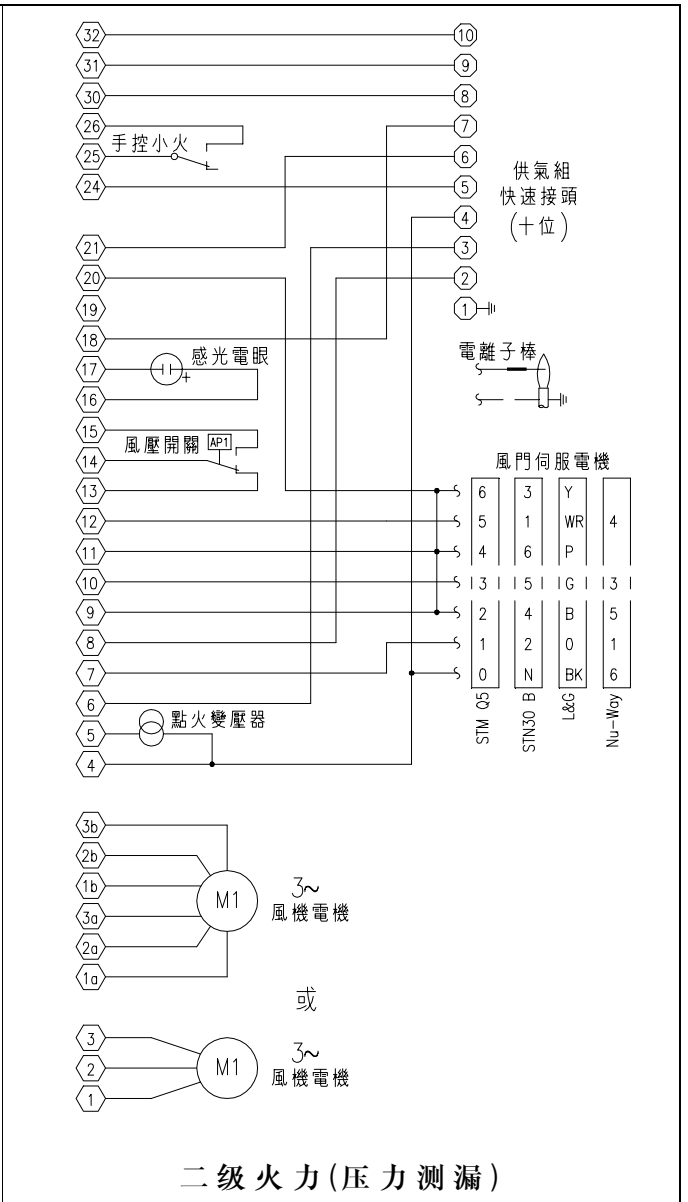 32
10
31
9
30
8
26
7
手控小火
25
6
供氣組
快速接頭
(十位)
24
5
4
21
3
20
2
19
1
18
感光電眼
17
+
電離子棒
16
15
風壓開關 AP1
14
風門伺服電機
13
6 3 Y
12
5 1 WR 4
11
4 6 P
10
3 5 G 3
9
2 4 B 5
8
1 2 O 1
7
0 N BK 6
STM Q5
STN30 B
L&G
Nu-Way
6
點火變壓器
5
4
3b
2b
1b
3a
2a
1a
M1
3~
風機電機
或
3
2
1
M1
3~
風機電機
二级火力(压力测漏)